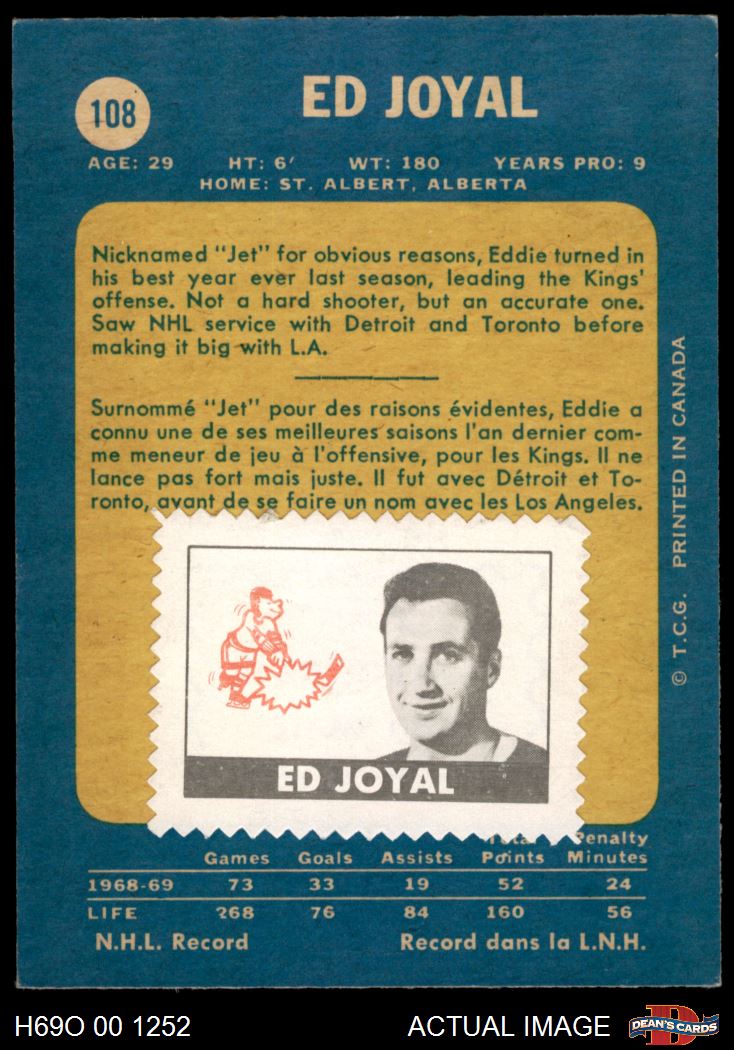 108
ED JOYAL
AGE: 29 HT: 6′ WT: 180 YEARS PRO: 9
HOME: ST. ALBERT, ALBERTA
Nicknamed "Jet" for obvious reasons, Eddie turned in
his best year ever last season, leading the Kings'
offense. Not a hard shooter, but an accurate one.
Saw NHL service with Detroit and Toronto before
making it big with L.A.
Surnommé "Jet" pour des raisons évidentes, Eddie a
connu une de ses meilleures saisons l'an dernier com-
me meneur de jeu à l'offensive, pour les Kings. Il ne
lance pas fort mais juste. Il fut avec Détroit et To-
ronto, avant de se faire un nom avec les Los Angeles.
© T.C.G. PRINTED IN CANADA
ED JOYAL
Games Goals Assists Total Points Penalty Minutes
1968-69 73 33 19 52 24
LIFE 268 76 84 160 56
N.H.L. Record Record dans la L.N.H.
H69O 00 1252 ACTUAL IMAGE DEAN'S CARDS